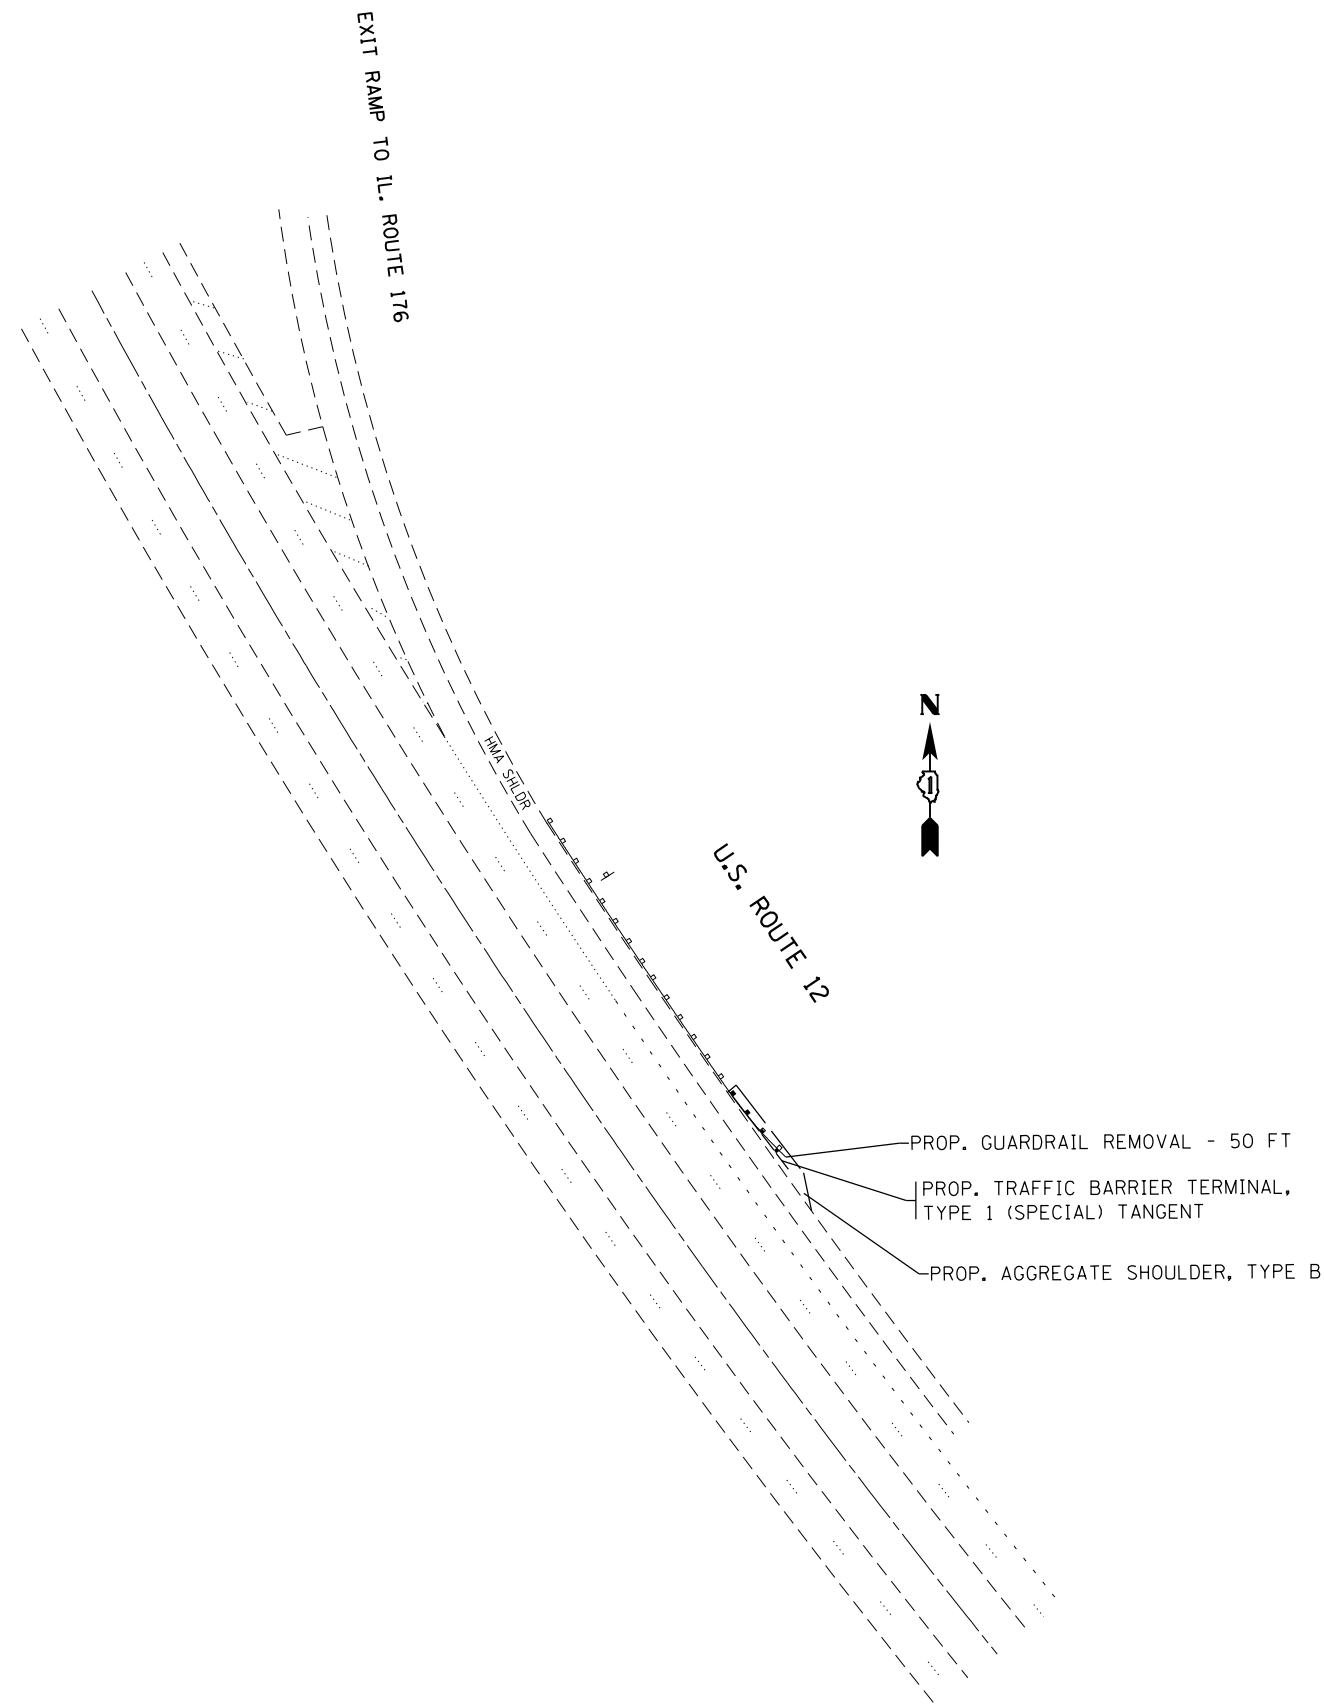 EXIT RAMP TO IL. ROUTE 176
HMA SHLDR
N
1
U.S. ROUTE 12
PROP. GUARDRAIL REMOVAL - 50 FT
PROP. TRAFFIC BARRIER TERMINAL,
TYPE 1 (SPECIAL) TANGENT
PROP. AGGREGATE SHOULDER, TYPE B